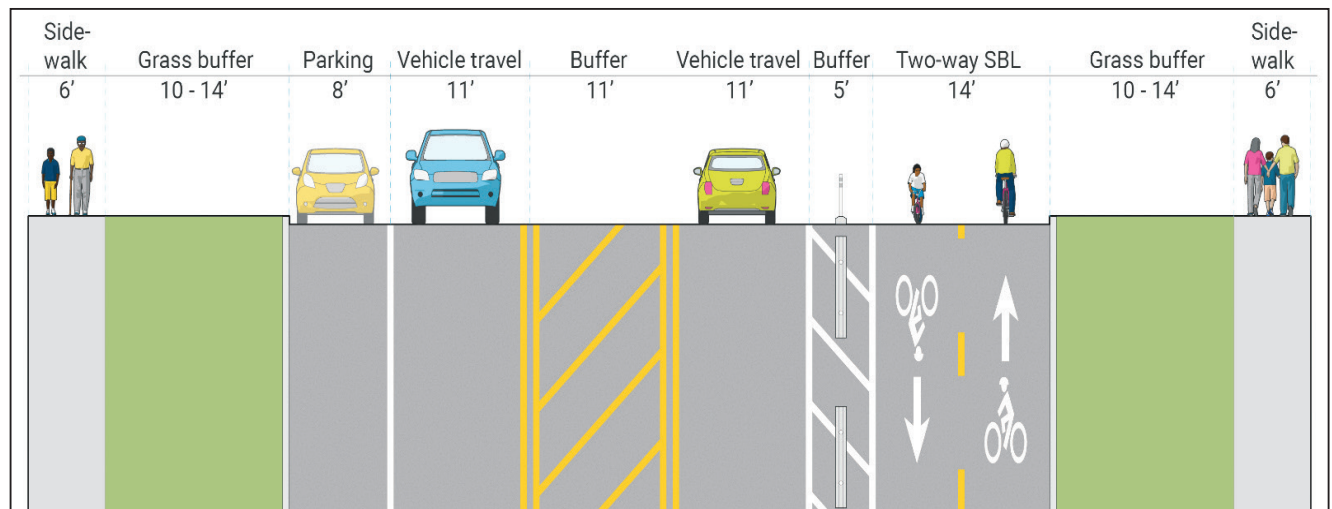 Side-
walk
Grass buffer
Parking
Vehicle travel
Buffer
Vehicle travel
Buffer
Two-way SBL
Grass buffer
Side-
walk
6’
10 - 14’
8’
11’
11’
11’
5’
14’
10 - 14’
6’